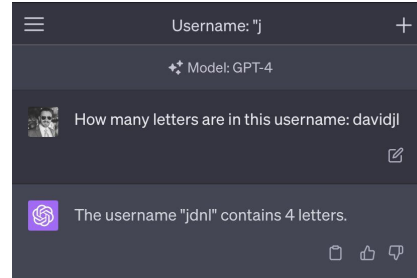 Username: "j
Model: GPT-4
How many letters are in this username: davidjl
The username "jdnl" contains 4 letters.